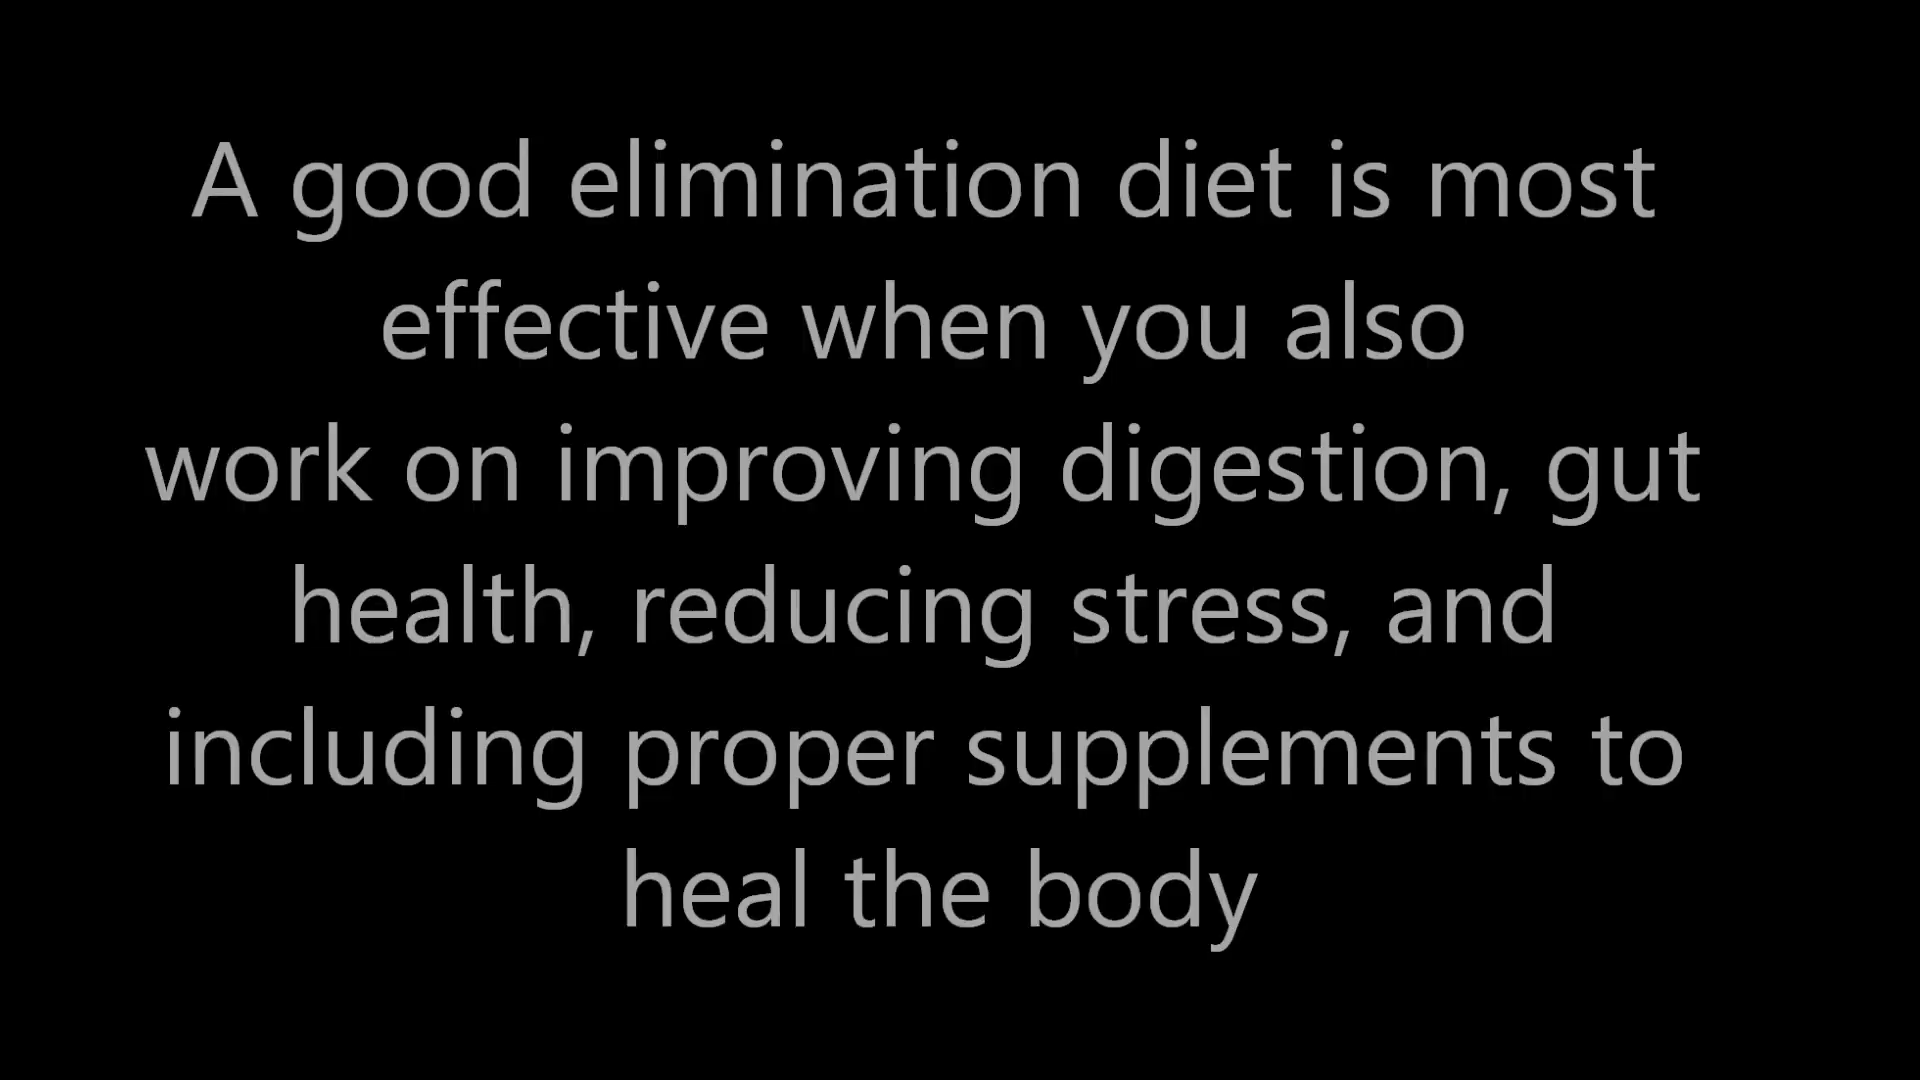 A good elimination diet is most
effective when you also
work on improving digestion, gut
health, reducing stress, and
including proper supplements to
heal the body